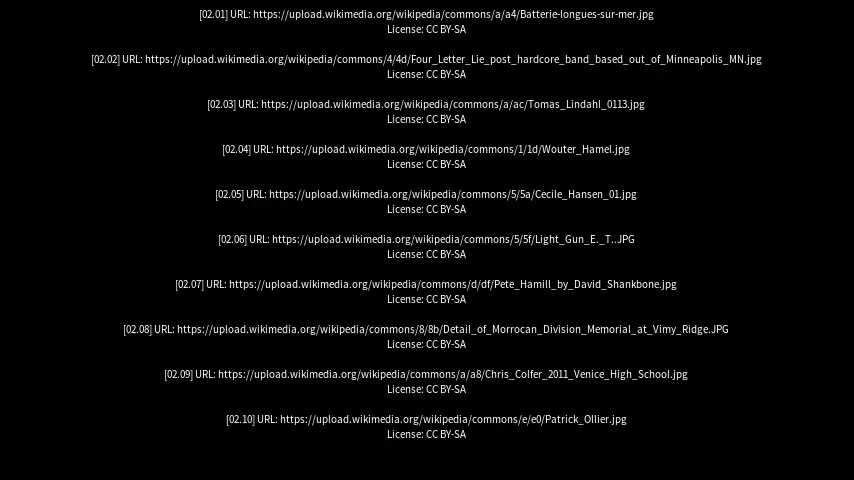 [02.01] URL: https://upload.wikimedia.org/wikipedia/commons/a/a4/Batterie-longues-sur-mer.jpg
License: CC BY-SA
[02.02] URL: https://upload.wikimedia.org/wikipedia/commons/4/4d/Four_Letter_Lie_post_hardcore_band_based_out_of_Minneapolis_MN.jpg
License: CC BY-SA
[02.03] URL: https://upload.wikimedia.org/wikipedia/commons/a/ac/Tomas_Lindahl_0113.jpg
License: CC BY-SA
[02.04] URL: https://upload.wikimedia.org/wikipedia/commons/1/1d/Wouter_Hamel.jpg
License: CC BY-SA
[02.05] URL: https://upload.wikimedia.org/wikipedia/commons/5/5a/Cecile_Hansen_01.jpg
License: CC BY-SA
[02.06] URL: https://upload.wikimedia.org/wikipedia/commons/5/5f/Light_Gun_E._T..JPG
License: CC BY-SA
[02.07] URL: https://upload.wikimedia.org/wikipedia/commons/d/df/Pete_Hamill_by_David_Shankbone.jpg
License: CC BY-SA
[02.08] URL: https://upload.wikimedia.org/wikipedia/commons/8/8b/Detail_of_Morrocan_Division_Memorial_at_Vimy_Ridge.JPG
License: CC BY-SA
[02.09] URL: https://upload.wikimedia.org/wikipedia/commons/a/a8/Chris_Colfer_2011_Venice_High_School.jpg
License: CC BY-SA
[02.10] URL: https://upload.wikimedia.org/wikipedia/commons/e/e0/Patrick_Ollier.jpg
License: CC BY-SA